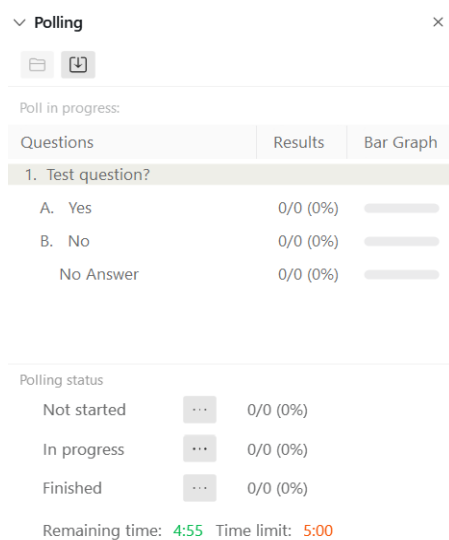 Polling
Poll in progress:
Questions Results Bar Graph
1. Test question?
A. Yes 0/0 (0%)
B. No 0/0 (0%)
No Answer 0/0 (0%)
Polling status
Not started ... 0/0 (0%)
In progress ... 0/0 (0%)
Finished ... 0/0 (0%)
Remaining time: 4:55 Time limit: 5:00